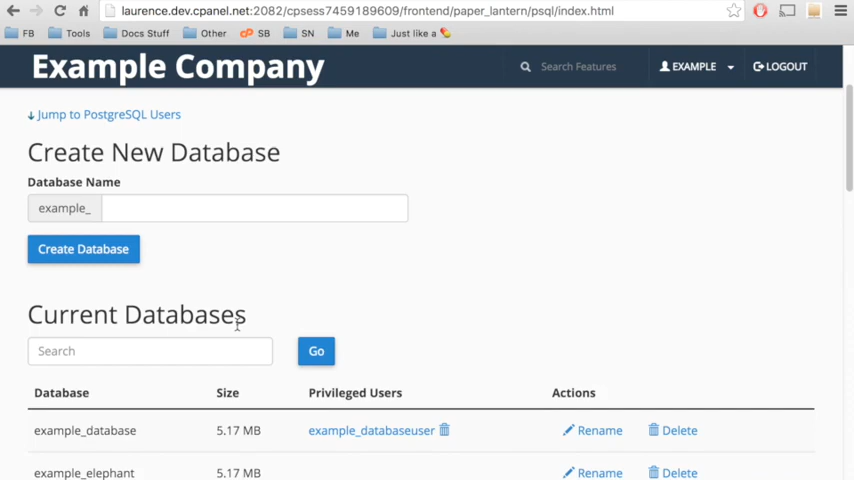 laurence.dev.cpanel.net:2082/cpsess7459189609/frontend/paper_lantern/psql/index.html
FB Tools Docs Stuff Other SB SN Me Just like a 💊
Example Company Search Features EXAMPLE LOGOUT
Jump to PostgreSQL Users
Create New Database
Database Name
example_
Create Database
Current Databases
Search Go
Database Size Privileged Users Actions
example_database 5.17 MB example_databaseuser Rename Delete
example_elephant 5.17 MB Rename Delete